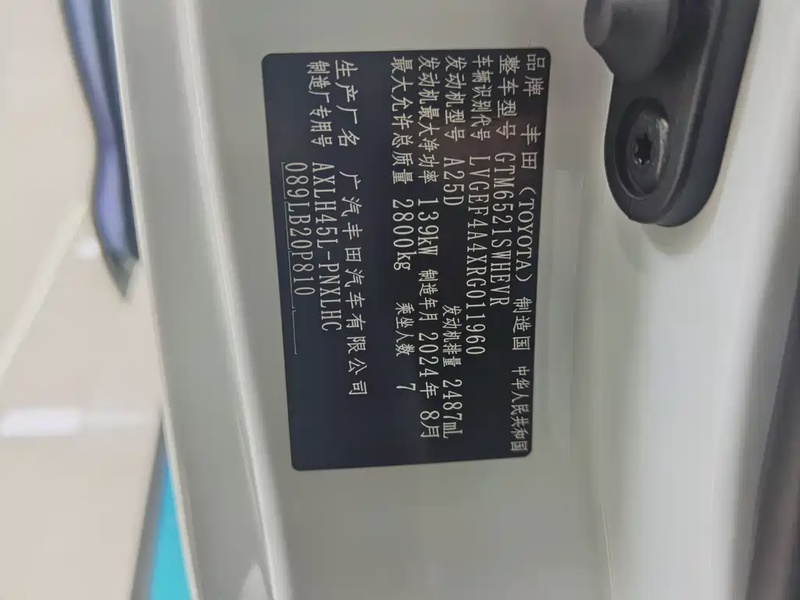 品牌 丰田(TOYOTA) 制造国 中华人民共和国
整车型号 GTM6521SWHEVR
车辆识别代号 LVGEF4A4XRG011960
发动机型号 A25D 发动机排量 2487mL
发动机最大净功率 139kW 制造年月 2024年 8月
最大允许总质量 2800kg 乘坐人数 7
生产厂名 广汽丰田汽车有限公司
制造厂专用号 AXLH45L-PNXLHC
089LB20P810